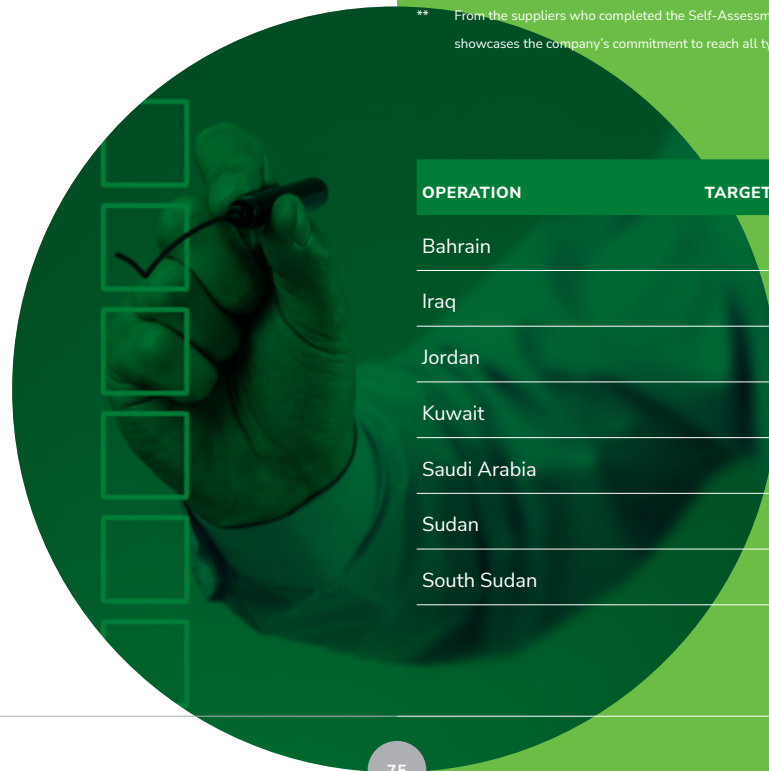 ** From the suppliers who completed the Self-Assessm
showcases the company's commitment to reach all ty
OPERATION TARGET
Bahrain
Iraq
Jordan
Kuwait
Saudi Arabia
Sudan
South Sudan
75